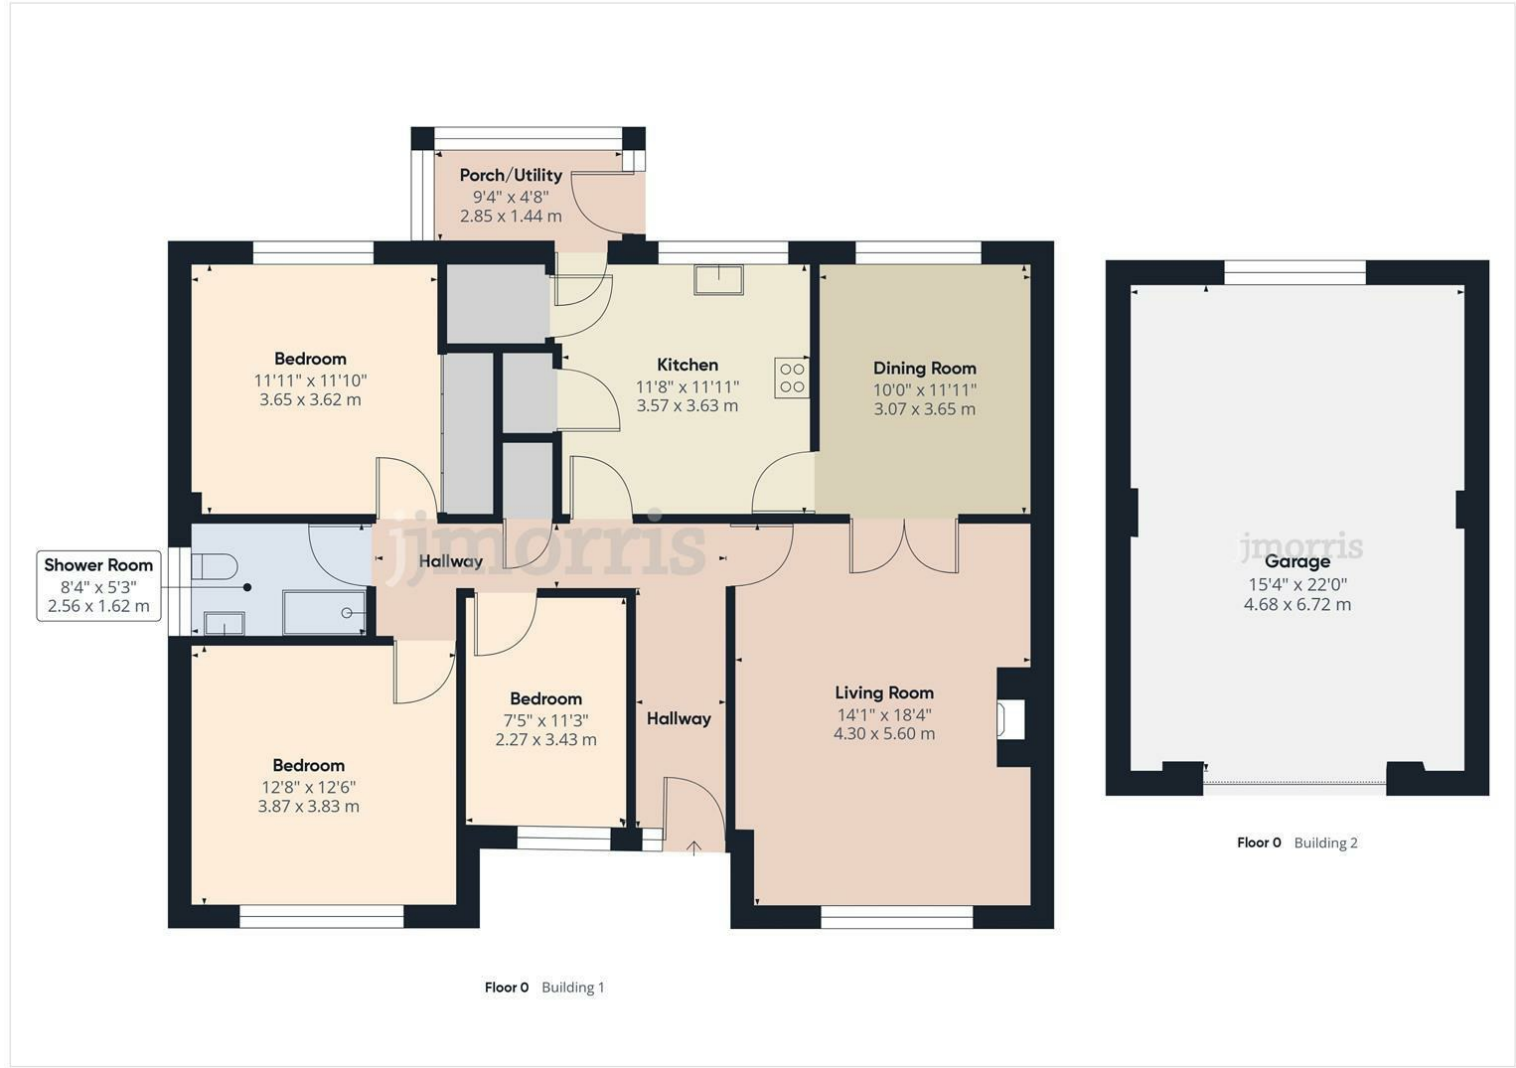 Porch/Utility
9'4" x 4'8"
2.85 x 1.44 m
Bedroom
11'11" x 11'10"
3.65 x 3.62 m
Kitchen
11'8" x 11'11"
3.57 x 3.63 m
Dining Room
10'0" x 11'11"
3.07 x 3.65 m
jjmorris
Hallway
Shower Room
8'4" x 5'3"
2.56 x 1.62 m
Bedroom
12'8" x 12'6"
3.87 x 3.83 m
Bedroom
7'5" x 11'3"
2.27 x 3.43 m
Hallway
Living Room
14'1" x 18'4"
4.30 x 5.60 m
jjmorris
Garage
15'4" x 22'0"
4.68 x 6.72 m
Floor 0 Building 2
Floor 0 Building 1